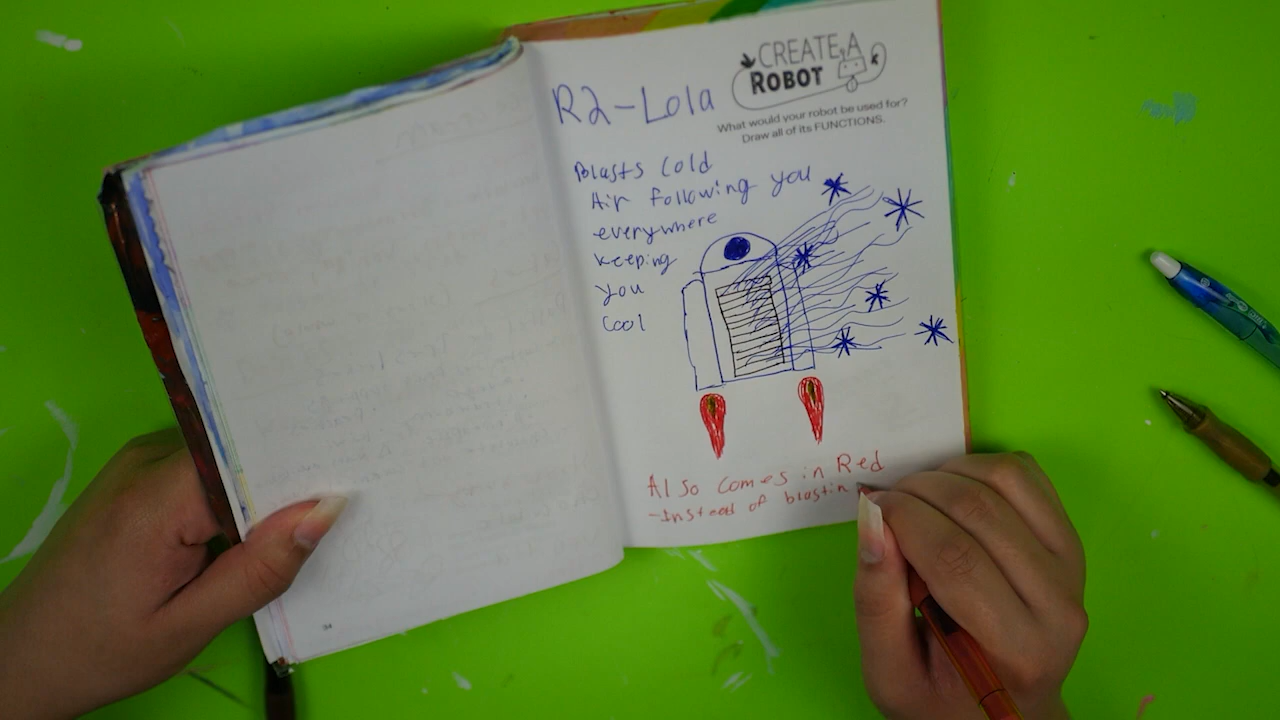 R2-Lola
CREATE A
ROBOT
What would your robot be used for?
Draw all of its FUNCTIONS.
Blasts Cold
Air following you
everywhere
keeping
you
Cool
Also comes in Red
-Instead of blastin
34